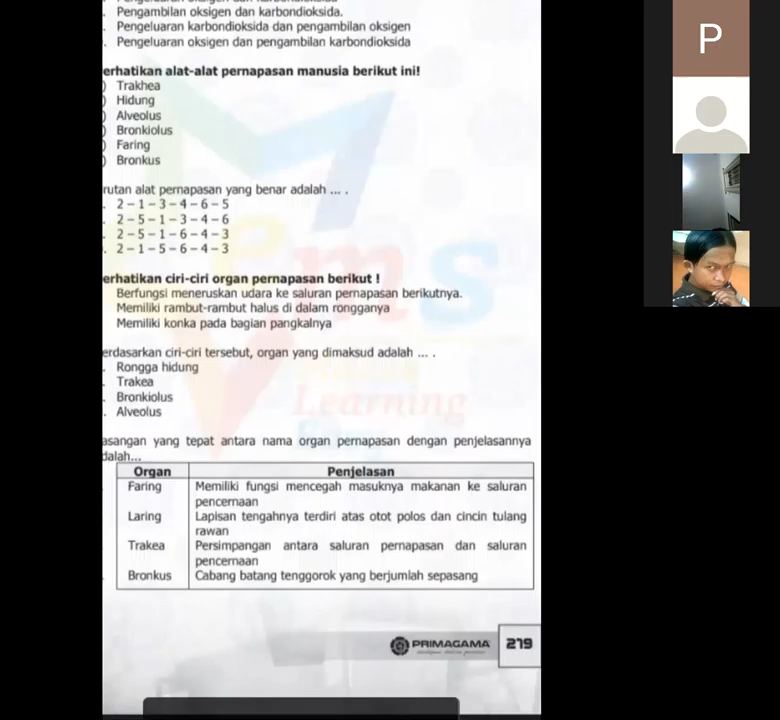 Pengambilan oksigen dan karbondioksida.
. Pengeluaran karbondioksida dan pengambilan oksigen
. Pengeluaran oksigen dan pengambilan karbondioksida
erhatikan alat-alat pernapasan manusia berikut ini!
) Trakhea
) Hidung
) Alveolus
) Bronkiolus
) Faring
) Bronkus
rutan alat pernapasan yang benar adalah ... .
. 2 – 1 – 3 – 4 – 6 – 5
. 2 – 5 – 1 – 3 – 4 – 6
. 2 – 5 – 1 – 6 – 4 – 3
. 2 – 1 – 5 – 6 – 4 – 3
erhatikan ciri-ciri organ pernapasan berikut !
Berfungsi meneruskan udara ke saluran pernapasan berikutnya.
Memiliki rambut-rambut halus di dalam rongganya
Memiliki konka pada bagian pangkalnya
erdasarkan ciri-ciri tersebut, organ yang dimaksud adalah ... .
. Rongga hidung
. Trakea
. Bronkiolus
. Alveolus
Learning
asangan yang tepat antara nama organ pernapasan dengan penjelasannya
dalah...
Organ Penjelasan
Faring Memiliki fungsi mencegah masuknya makanan ke saluran
pencernaan
Laring Lapisan tengahnya terdiri atas otot polos dan cincin tulang
rawan
Trakea Persimpangan antara saluran pernapasan dan saluran
pencernaan
Bronkus Cabang batang tenggorok yang berjumlah sepasang
PRIMAGAMA 219
P